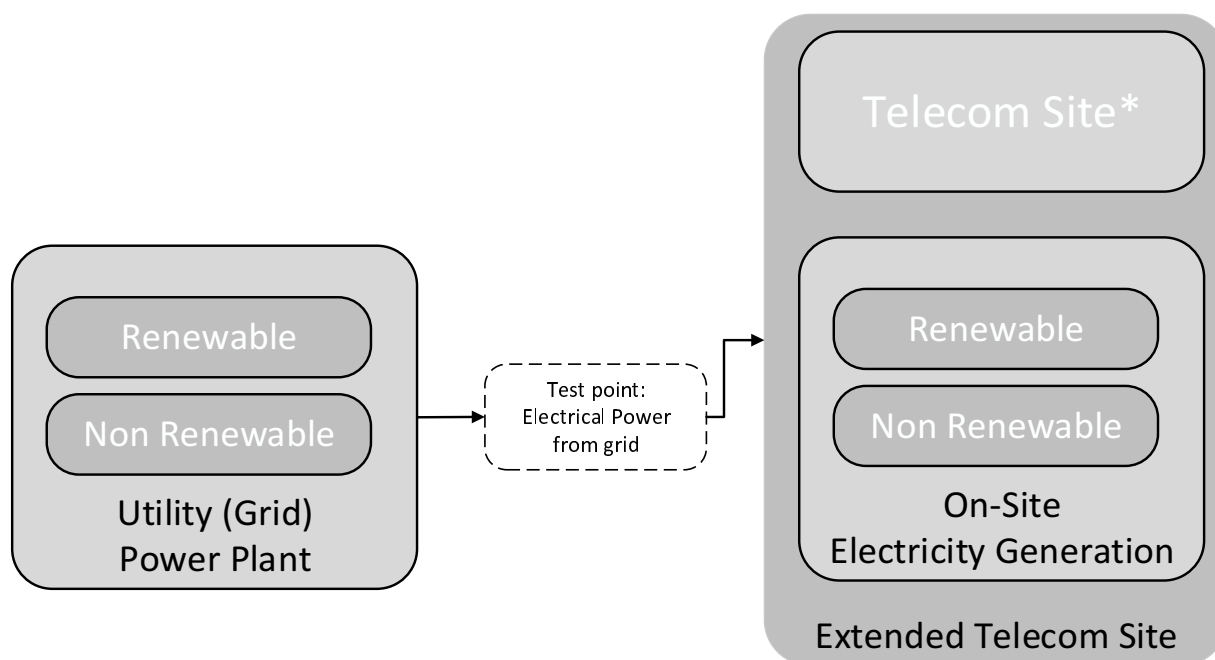 Renewable
Non Renewable
Utility (Grid)
Power Plant
Test point:
Electrical Power
from grid
Telecom Site*
Renewable
Non Renewable
On-Site
Electricity Generation
Extended Telecom Site